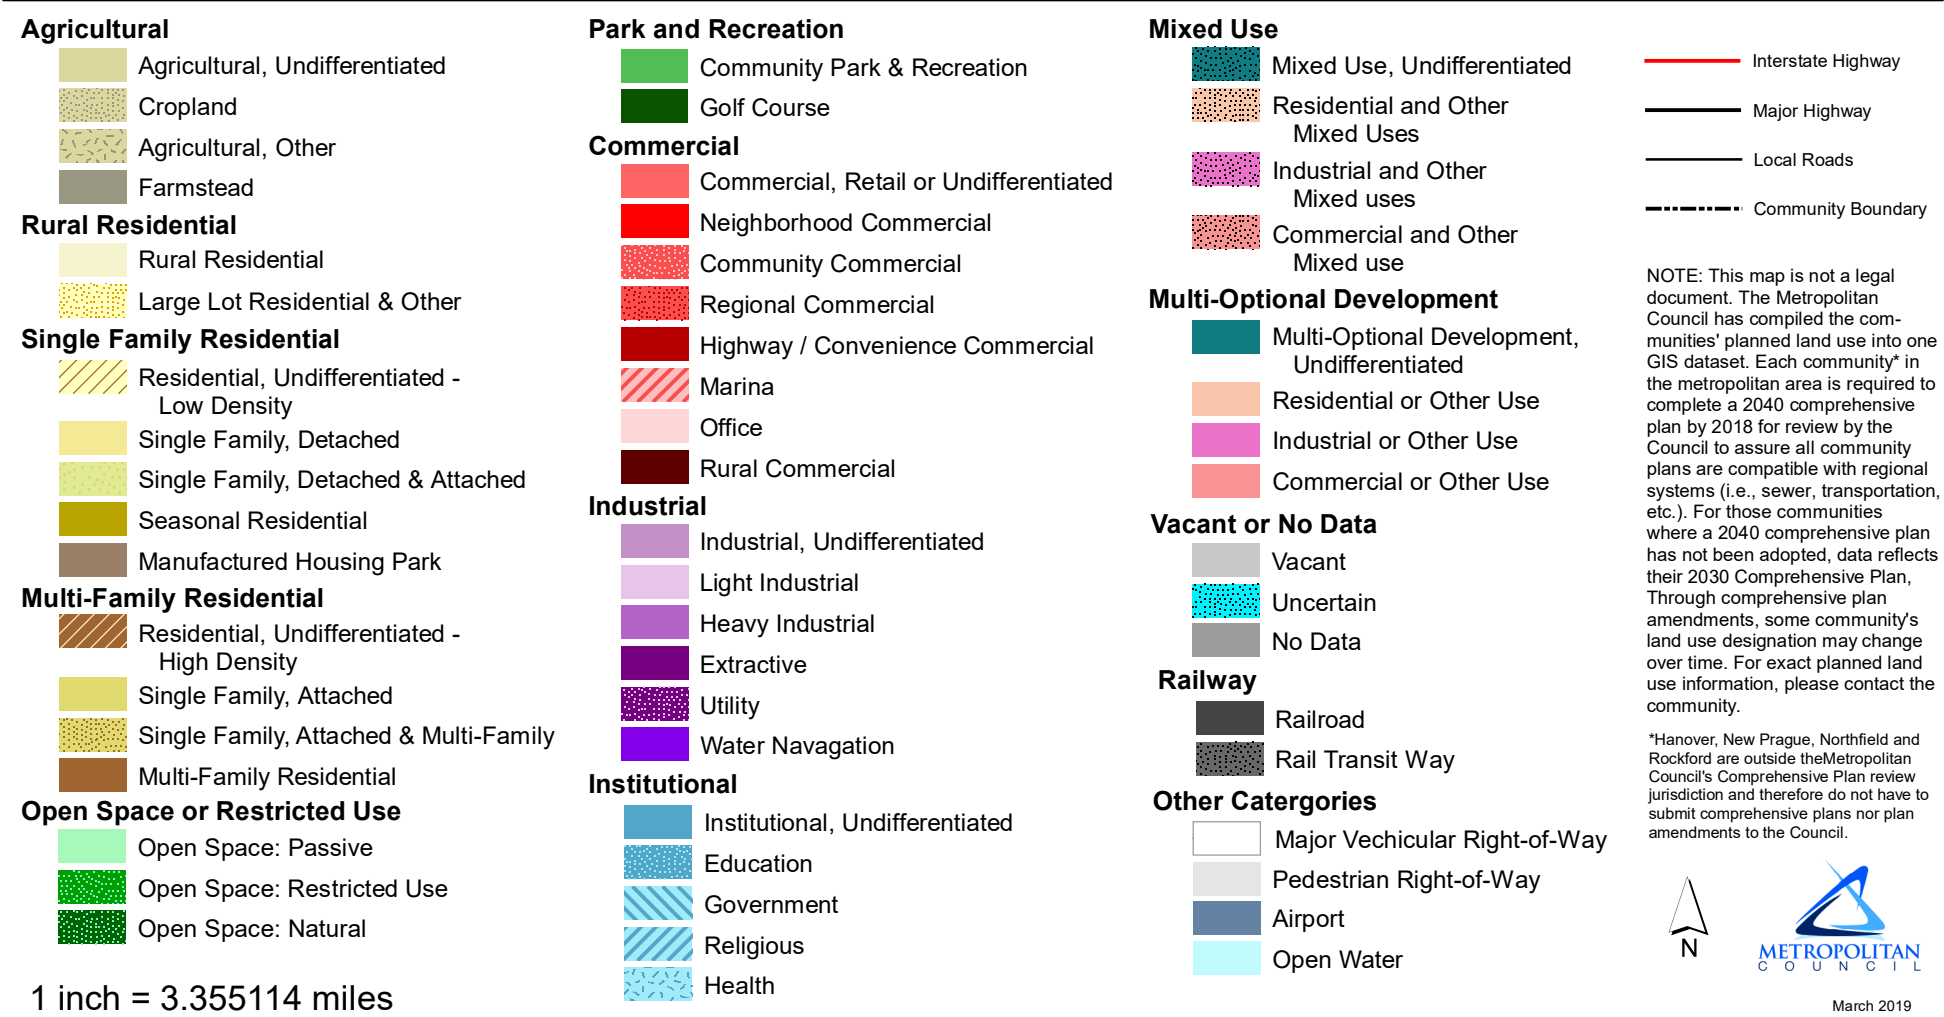 Agricultural
Agricultural, Undifferentiated
Cropland
Agricultural, Other
Farmstead
Rural Residential
Rural Residential
Large Lot Residential & Other
Single Family Residential
Residential, Undifferentiated -
Low Density
Single Family, Detached
Single Family, Detached & Attached
Seasonal Residential
Manufactured Housing Park
Multi-Family Residential
Residential, Undifferentiated -
High Density
Single Family, Attached
Single Family, Attached & Multi-Family
Multi-Family Residential
Open Space or Restricted Use
Open Space: Passive
Open Space: Restricted Use
Open Space: Natural
1 inch = 3.355114 miles
Park and Recreation
Community Park & Recreation
Golf Course
Commercial
Commercial, Retail or Undifferentiated
Neighborhood Commercial
Community Commercial
Regional Commercial
Highway / Convenience Commercial
Marina
Office
Rural Commercial
Industrial
Industrial, Undifferentiated
Light Industrial
Heavy Industrial
Extractive
Utility
Water Navagation
Institutional
Institutional, Undifferentiated
Education
Government
Religious
Health
Mixed Use
Mixed Use, Undifferentiated
Residential and Other
Mixed Uses
Industrial and Other
Mixed uses
Commercial and Other
Mixed use
Multi-Optional Development
Multi-Optional Development,
Undifferentiated
Residential or Other Use
Industrial or Other Use
Commercial or Other Use
Vacant or No Data
Vacant
Uncertain
No Data
Railway
Railroad
Rail Transit Way
Other Catergories
Major Vechicular Right-of-Way
Pedestrian Right-of-Way
Airport
Open Water
Interstate Highway
Major Highway
Local Roads
Community Boundary
NOTE: This map is not a legal
document. The Metropolitan
Council has compiled the com-
munities' planned land use into one
GIS dataset. Each community* in
the metropolitan area is required to
complete a 2040 comprehensive
plan by 2018 for review by the
Council to assure all community
plans are compatible with regional
systems (i.e., sewer, transportation,
etc.). For those communities
where a 2040 comprehensive plan
has not been adopted, data reflects
their 2030 Comprehensive Plan,
Through comprehensive plan
amendments, some community's
land use designation may change
over time. For exact planned land
use information, please contact the
community.
*Hanover, New Prague, Northfield and
Rockford are outside theMetropolitan
Council's Comprehensive Plan review
jurisdiction and therefore do not have to
submit comprehensive plans nor plan
amendments to the Council.
N
METROPOLITAN
COUNCIL
March 2019